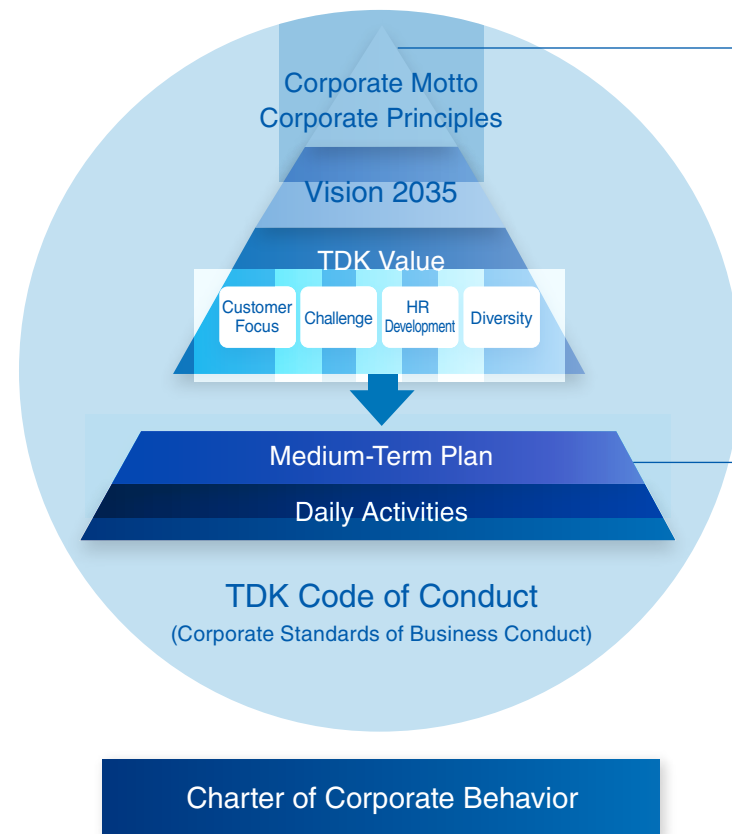 Corporate Motto
Corporate Principles
Vision 2035
TDK Value
Customer
Focus
Challenge
HR
Development
Diversity
Medium-Term Plan
Daily Activities
TDK Code of Conduct
(Corporate Standards of Business Conduct)
Charter of Corporate Behavior